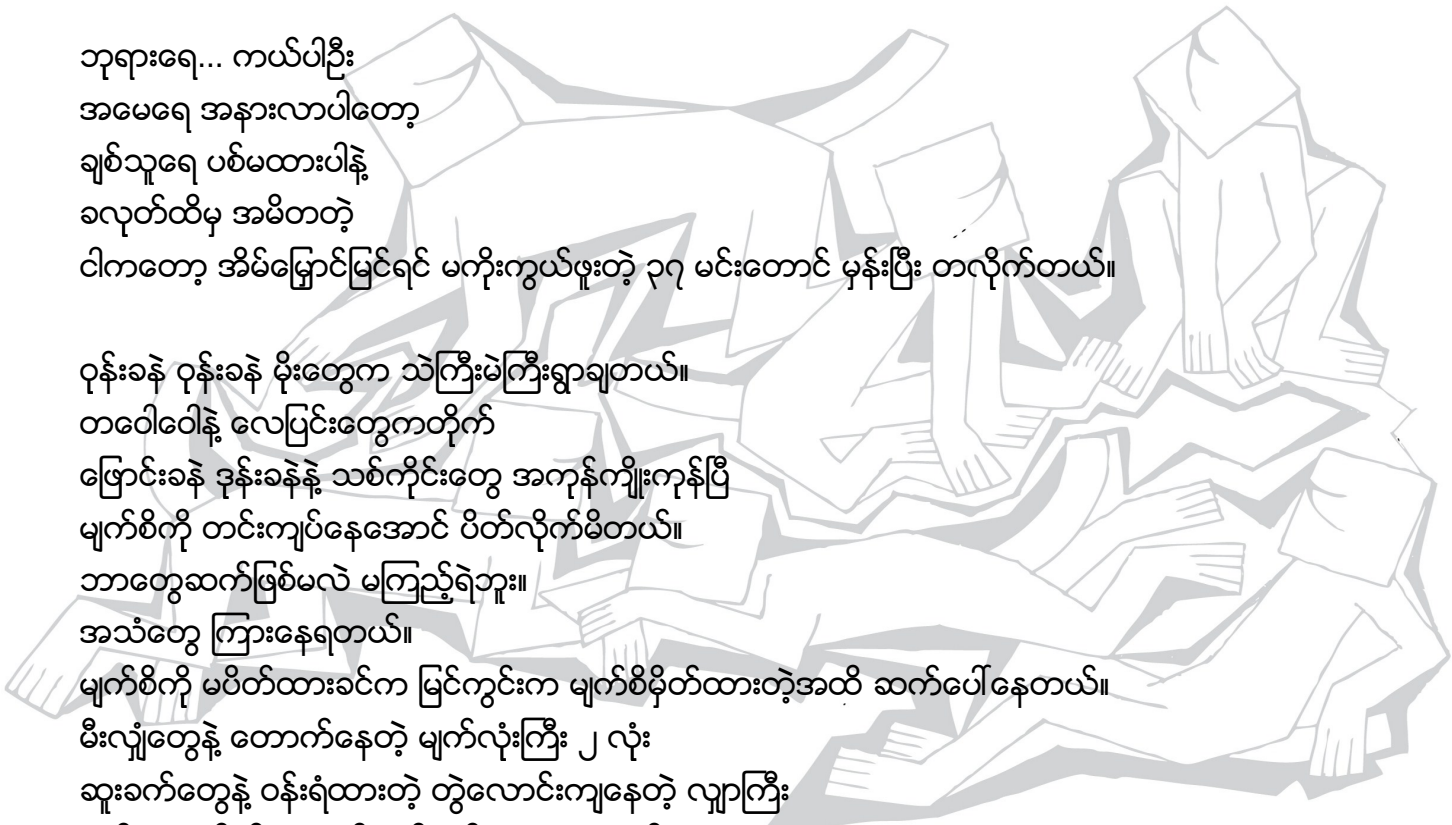 ဘုရားရေ... ကယ်ပါဦး
အမေရေ အနားလာပါတော့
ချစ်သူရေ ပစ်မထားပါနဲ့
ခလုတ်ထိမှ အမိတတဲ့
ငါကတော့ အိမ်မြှောင်မြင်ရင် မကိုးကွယ်ဖူးတဲ့ ၃၇ မင်းတောင် မှန်းပြီး တလိုက်တယ်။
ဝုန်းခနဲ ဝုန်းခနဲ မိုးတွေက သဲကြီးမဲကြီးရွာချတယ်။
တဝေါဝေါနဲ့ လေပြင်းတွေကတိုက်
ဖြောင်းခနဲ ဒုန်းခနဲနဲ့ သစ်ကိုင်းတွေ အကုန်ကျိုးကုန်ပြီ
မျက်စိကို တင်းကျပ်နေအောင် ပိတ်လိုက်မိတယ်။
ဘာတွေဆက်ဖြစ်မလဲ မကြည့်ရဲဘူး။
အသံတွေ ကြားနေရတယ်။
မျက်စိကို မပိတ်ထားခင်က မြင်ကွင်းက မျက်စိမှိတ်ထားတဲ့အထိ ဆက်ပေါ်နေတယ်။
မီးလျှံတွေနဲ့ တောက်နေတဲ့ မျက်လုံးကြီး ၂ လုံး
ဆူးခက်တွေနဲ့ ဝန်းရံထားတဲ့ တွဲလောင်းကျနေတဲ့ လျှာကြီး